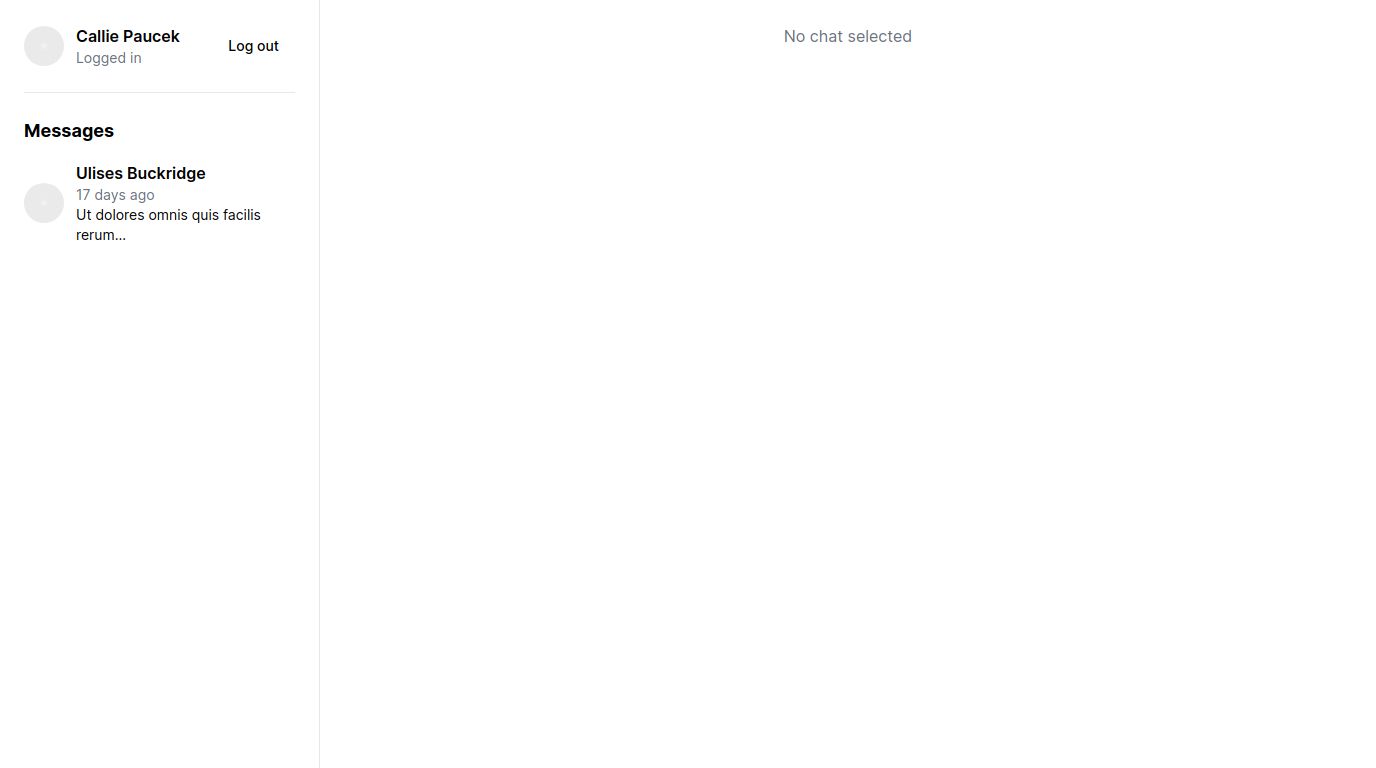 Callie Paucek
Logged in
Log out
Messages
Ulises Buckridge
17 days ago
Ut dolores omnis quis facilis
rerum...
No chat selected